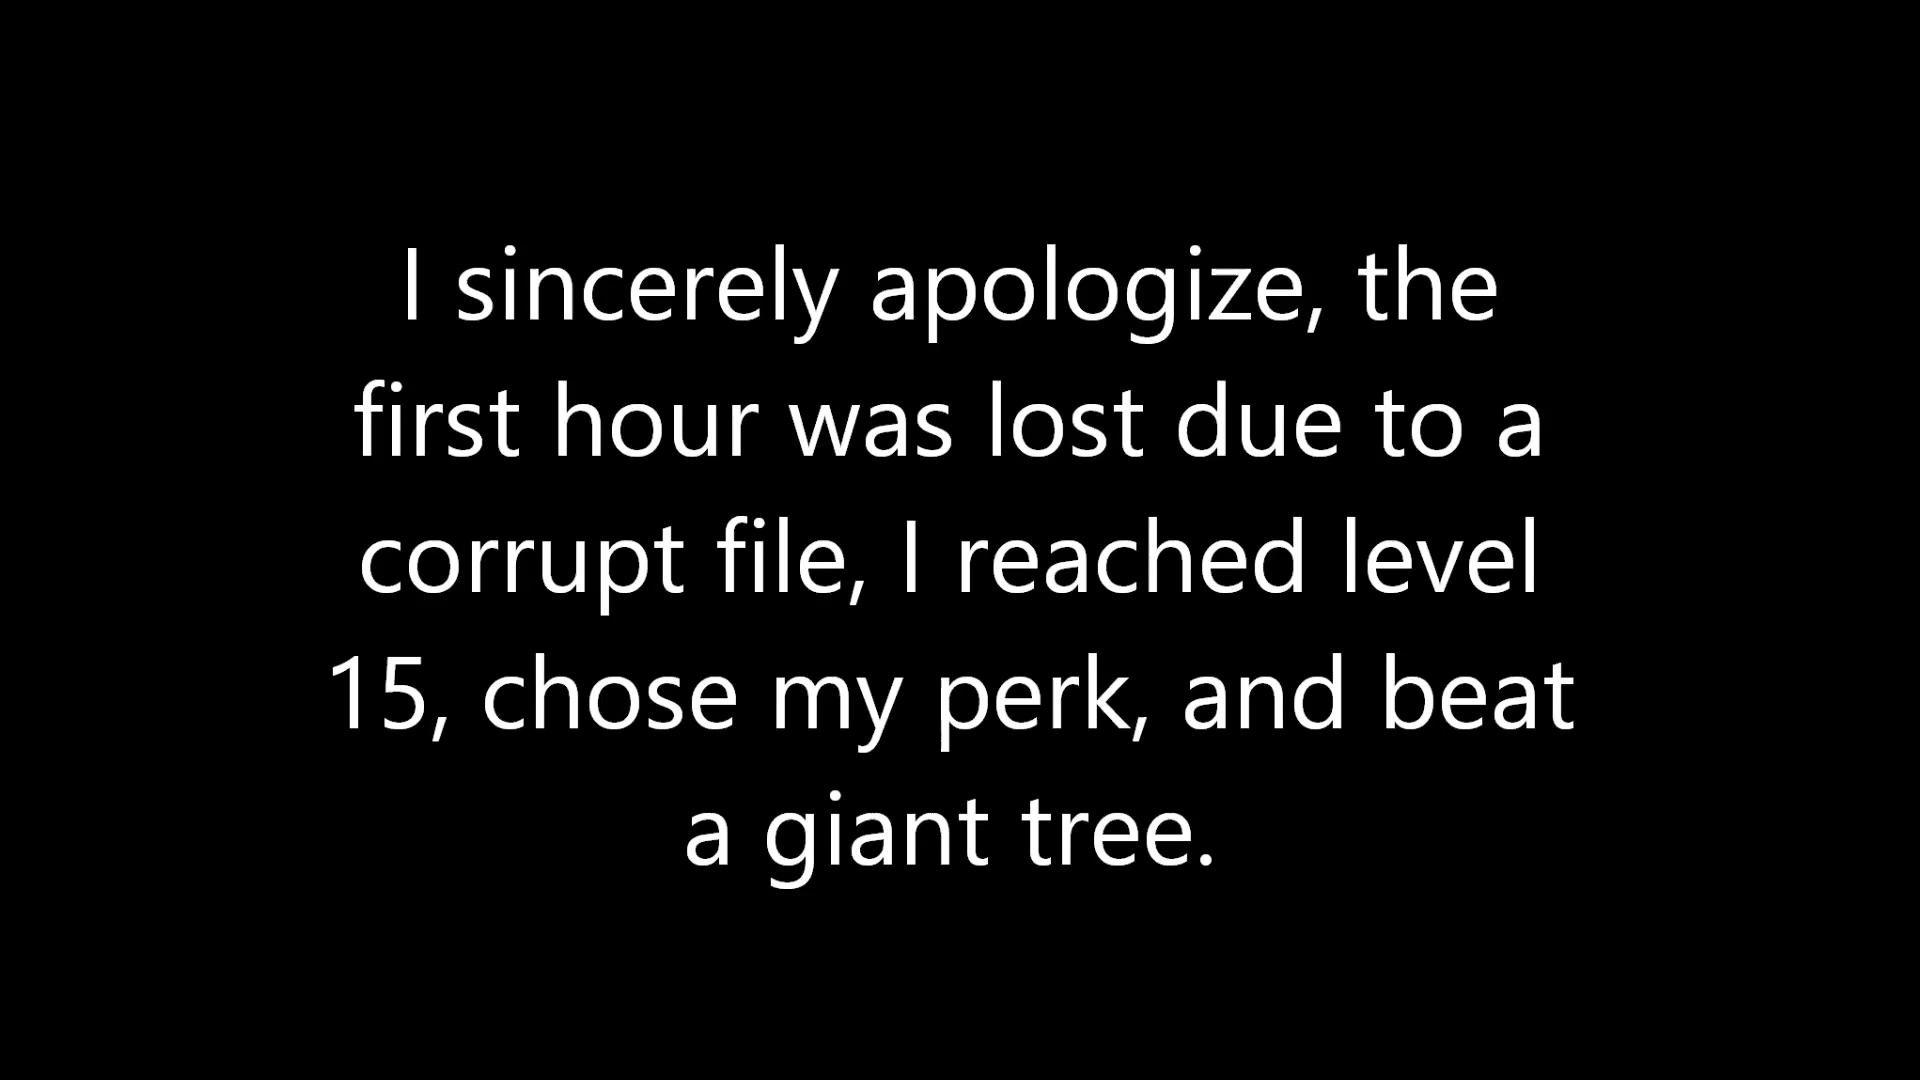 I sincerely apologize, the
first hour was lost due to a
corrupt file, I reached level
15, chose my perk, and beat
a giant tree.